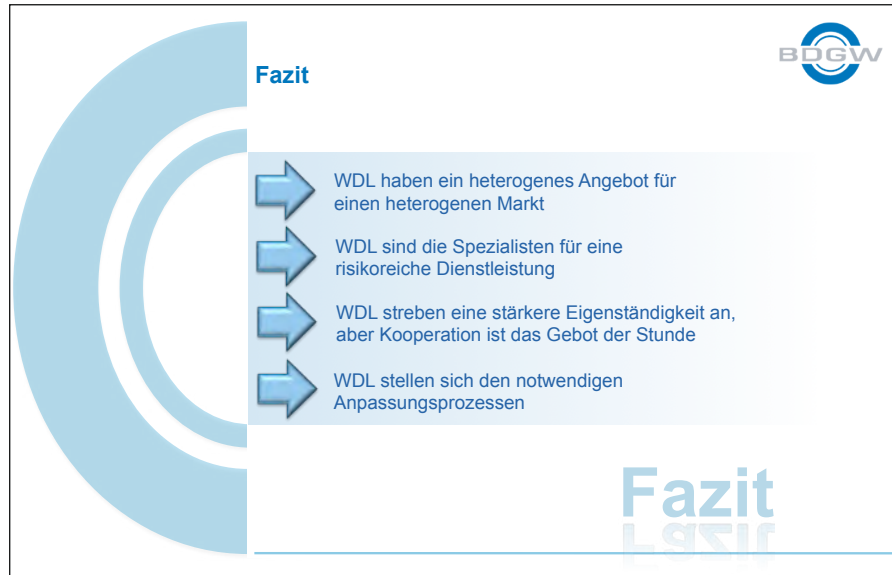 BDGW
Fazit
WDL haben ein heterogenes Angebot für
einen heterogenen Markt
WDL sind die Spezialisten für eine
risikoreiche Dienstleistung
WDL streben eine stärkere Eigenständigkeit an,
aber Kooperation ist das Gebot der Stunde
WDL stellen sich den notwendigen
Anpassungsprozessen
Fazit